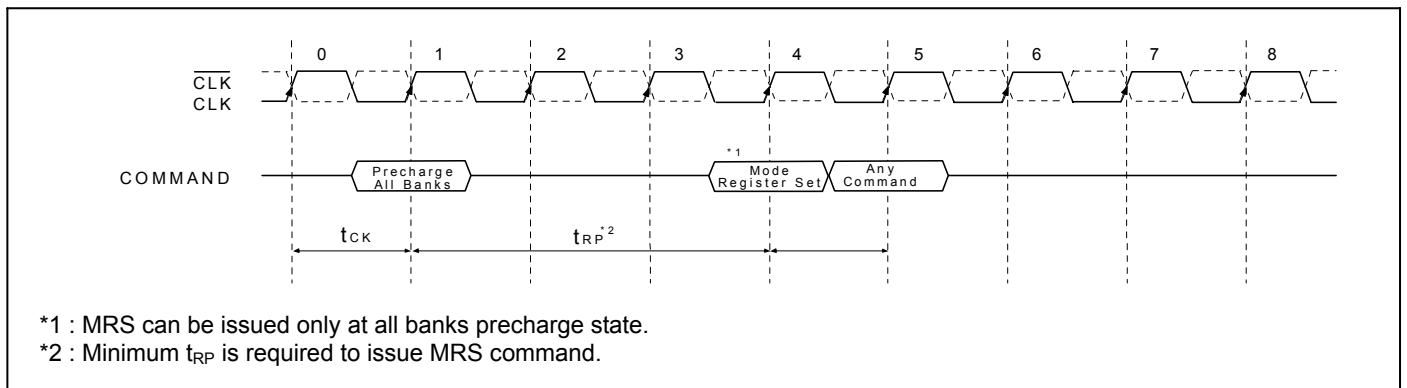 0 1 2 3 4 5 6 7 8
CLK
CLK
COMMAND
Precharge
All Banks
*1
Mode
Register Set
Any
Command
tCK
tRP*2
*1 : MRS can be issued only at all banks precharge state.
*2 : Minimum tRP is required to issue MRS command.